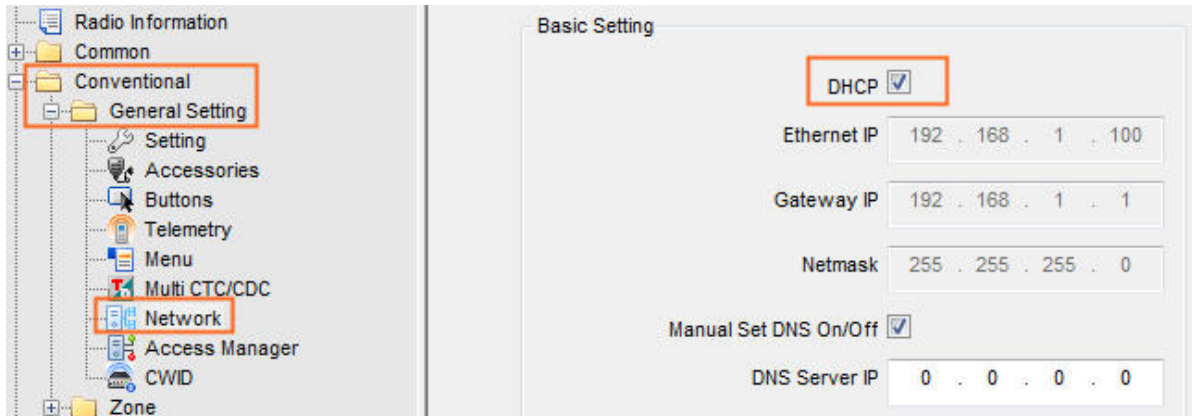 Radio Information
Common
Conventional
General Setting
Setting
Accessories
Buttons
Telemetry
Menu
Multi CTC/CDC
Network
Access Manager
CWID
Zone
Basic Setting
DHCP
Ethernet IP 192 . 168 . 1 . 100
Gateway IP 192 . 168 . 1 . 1
Netmask 255 . 255 . 255 . 0
Manual Set DNS On/Off
DNS Server IP 0 . 0 . 0 . 0